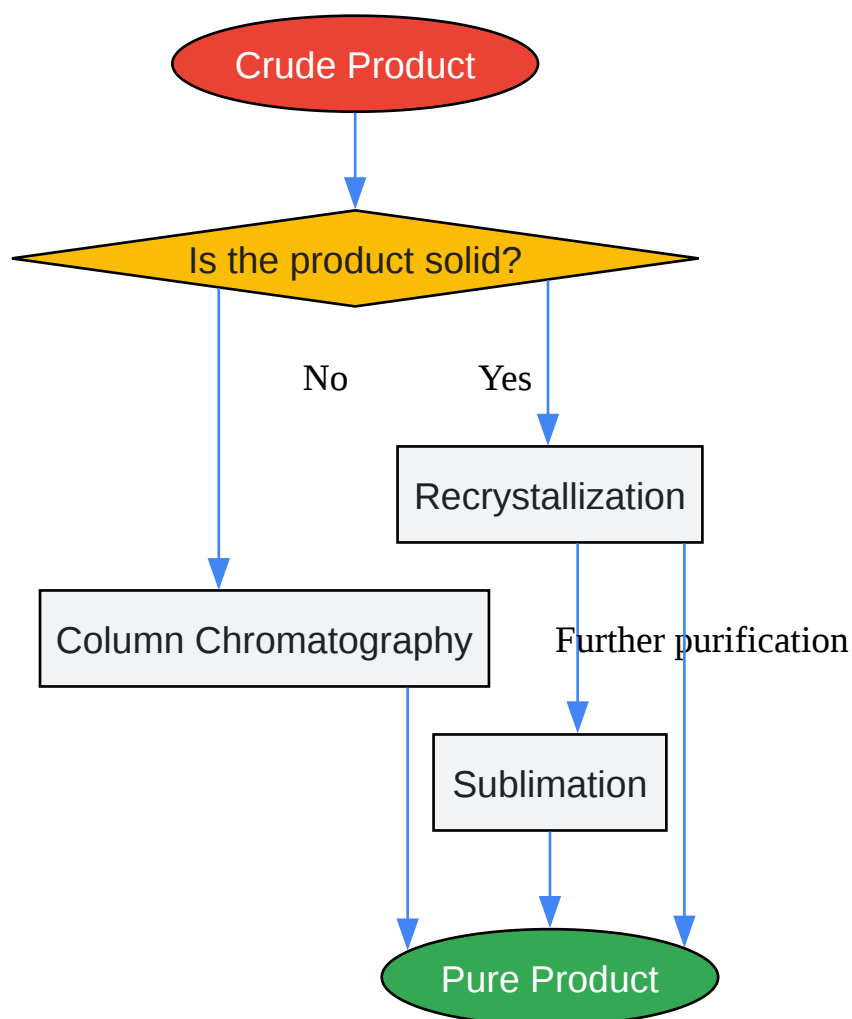 Crude Product
Is the product solid?
No
Yes
Recrystallization
Column Chromatography
Further purification
Sublimation
Pure Product